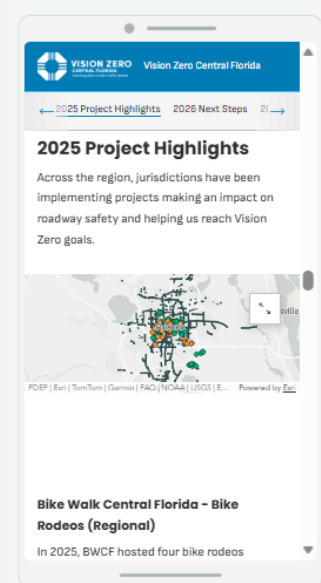 VISION ZERO
CENTRAL FLORIDA
Vision Zero Central Florida
2025 Project Highlights
2026 Next Steps
2025 Project Highlights
Across the region, jurisdictions have been
implementing projects making an impact on
roadway safety and helping us reach Vision
Zero goals.
FDEP | Esri | TomTom | Garmin | FAO | NOAA | USGS | E...
Powered by Esri
Bike Walk Central Florida - Bike
Rodeos (Regional)
In 2025, BWCF hosted four bike rodeos